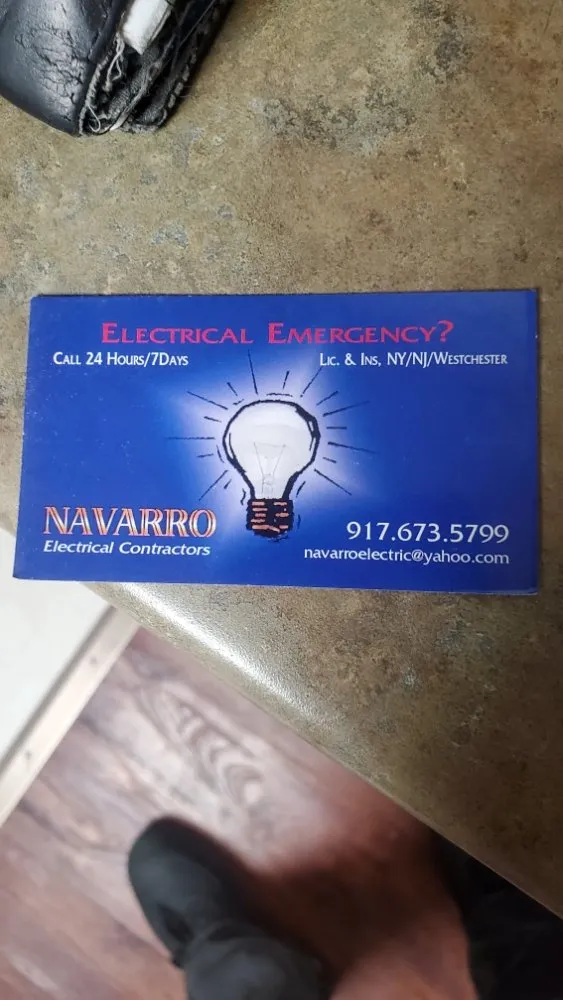 Electrical Emergency?
Call 24 Hours/7Days
Lic. & Ins, NY/NJ/Westchester
NAVARRO
Electrical Contractors
917.673.5799
navarroelectric@yahoo.com